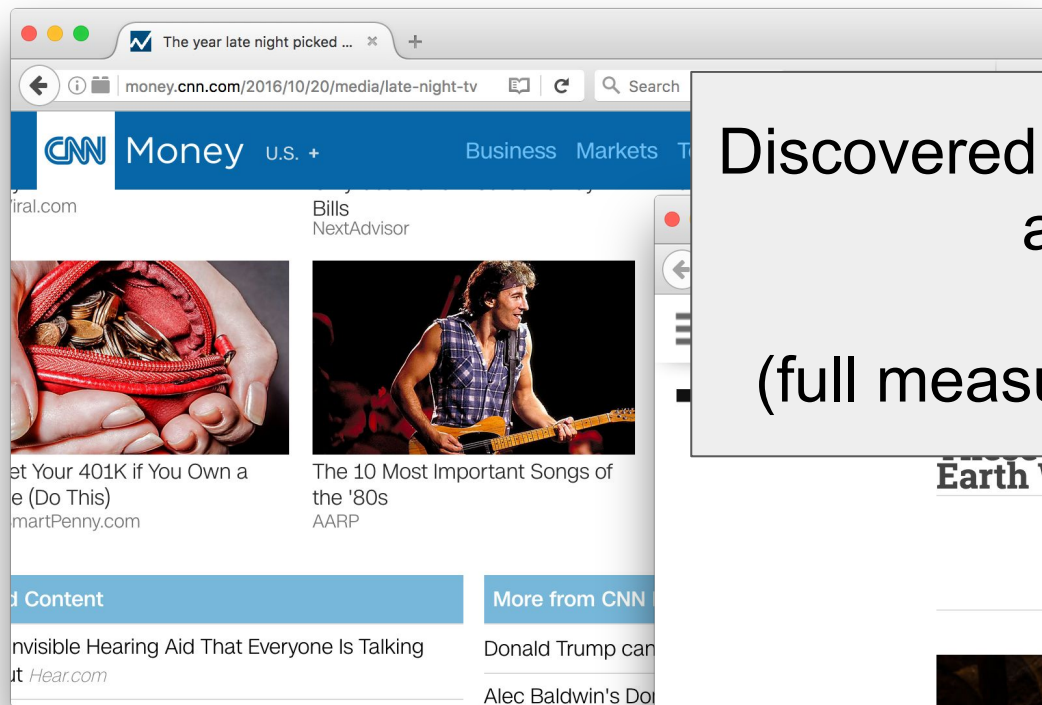 The year late night picked ...
money.cnn.com/2016/10/20/media/late-night-tv
Search
CNN Money U.S. +
Business Markets
Discovered
a
(full measu
iral.com
Bills
NextAdvisor
et Your 401K if You Own a
e (Do This)
martPenny.com
The 10 Most Important Songs of
the '80s
AARP
Earth
d Content
More from CNN
nvisible Hearing Aid That Everyone Is Talking
ut Hear.com
Donald Trump can
Alec Baldwin's Do